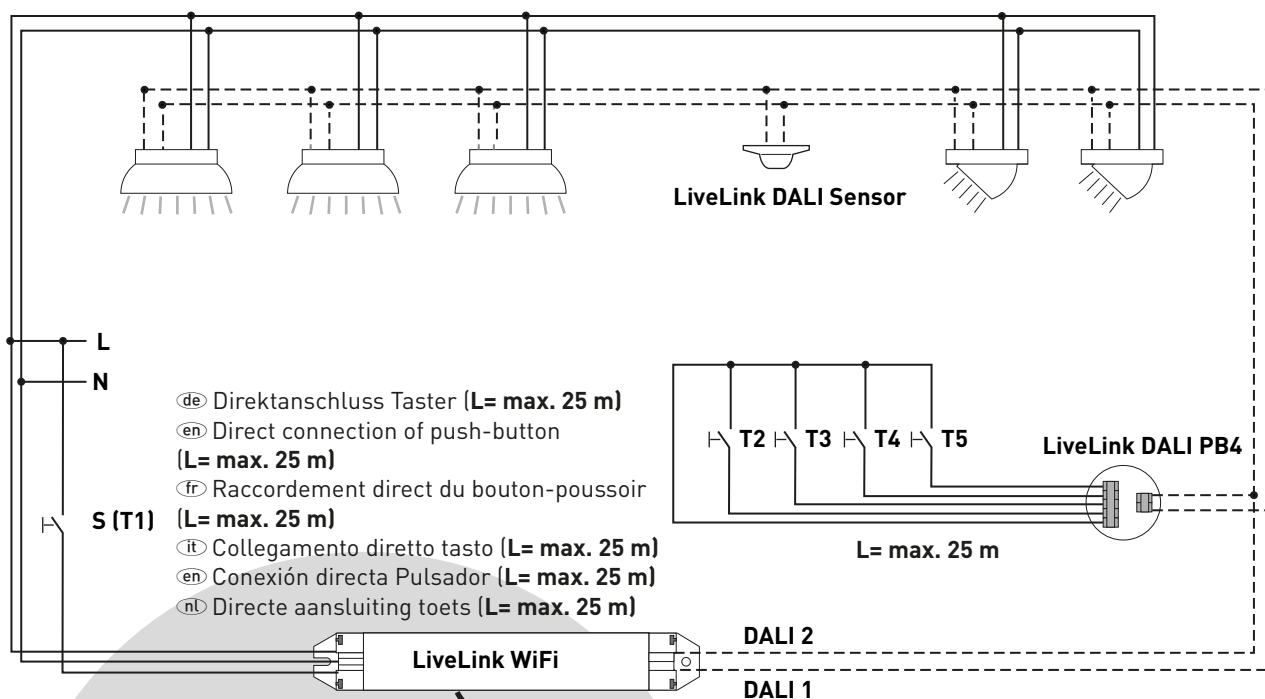 LiveLink DALI Sensor
L
N
de Direktanschluss Taster (L= max. 25 m)
en Direct connection of push-button
(L= max. 25 m)
fr Raccordement direct du bouton-poussoir
(L= max. 25 m)
it Collegamento diretto tasto (L= max. 25 m)
en Conexión directa Pulsador (L= max. 25 m)
nl Directe aansluiting toets (L= max. 25 m)
S (T1)
T2 T3 T4 T5
LiveLink DALI PB4
L= max. 25 m
LiveLink WiFi
DALI 2
DALI 1